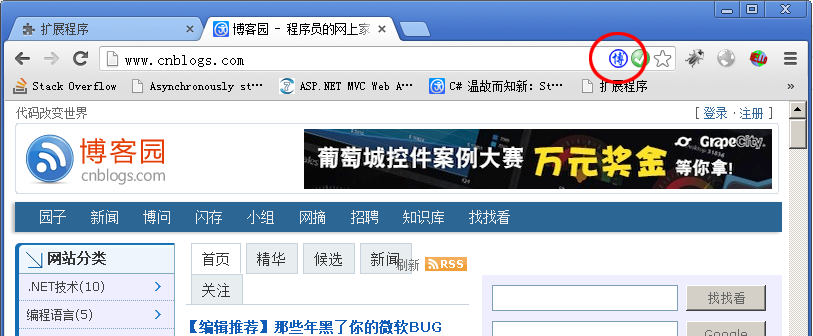 扩展程序
博客园 - 程序员的网上家
www.cnblogs.com
博
Stack Overflow
Asynchronously st···
ASP.NET MVC Web A···
C# 温故而知新: St···
扩展程序
»
代码改变世界
[ 登录 · 注册 ]
博客园
cnblogs.com
葡萄城控件案例大赛 万元奖金 等你拿!
GrapeCity.
园子 新闻 博问 闪存 小组 网摘 招聘 知识库 找找看
网站分类
.NET技术(10)
编程语言(5)
首页 精华 候选 新闻
刷新 RSS
关注
【编辑推荐】那些年黑了你的微软BUG
找找看
Google